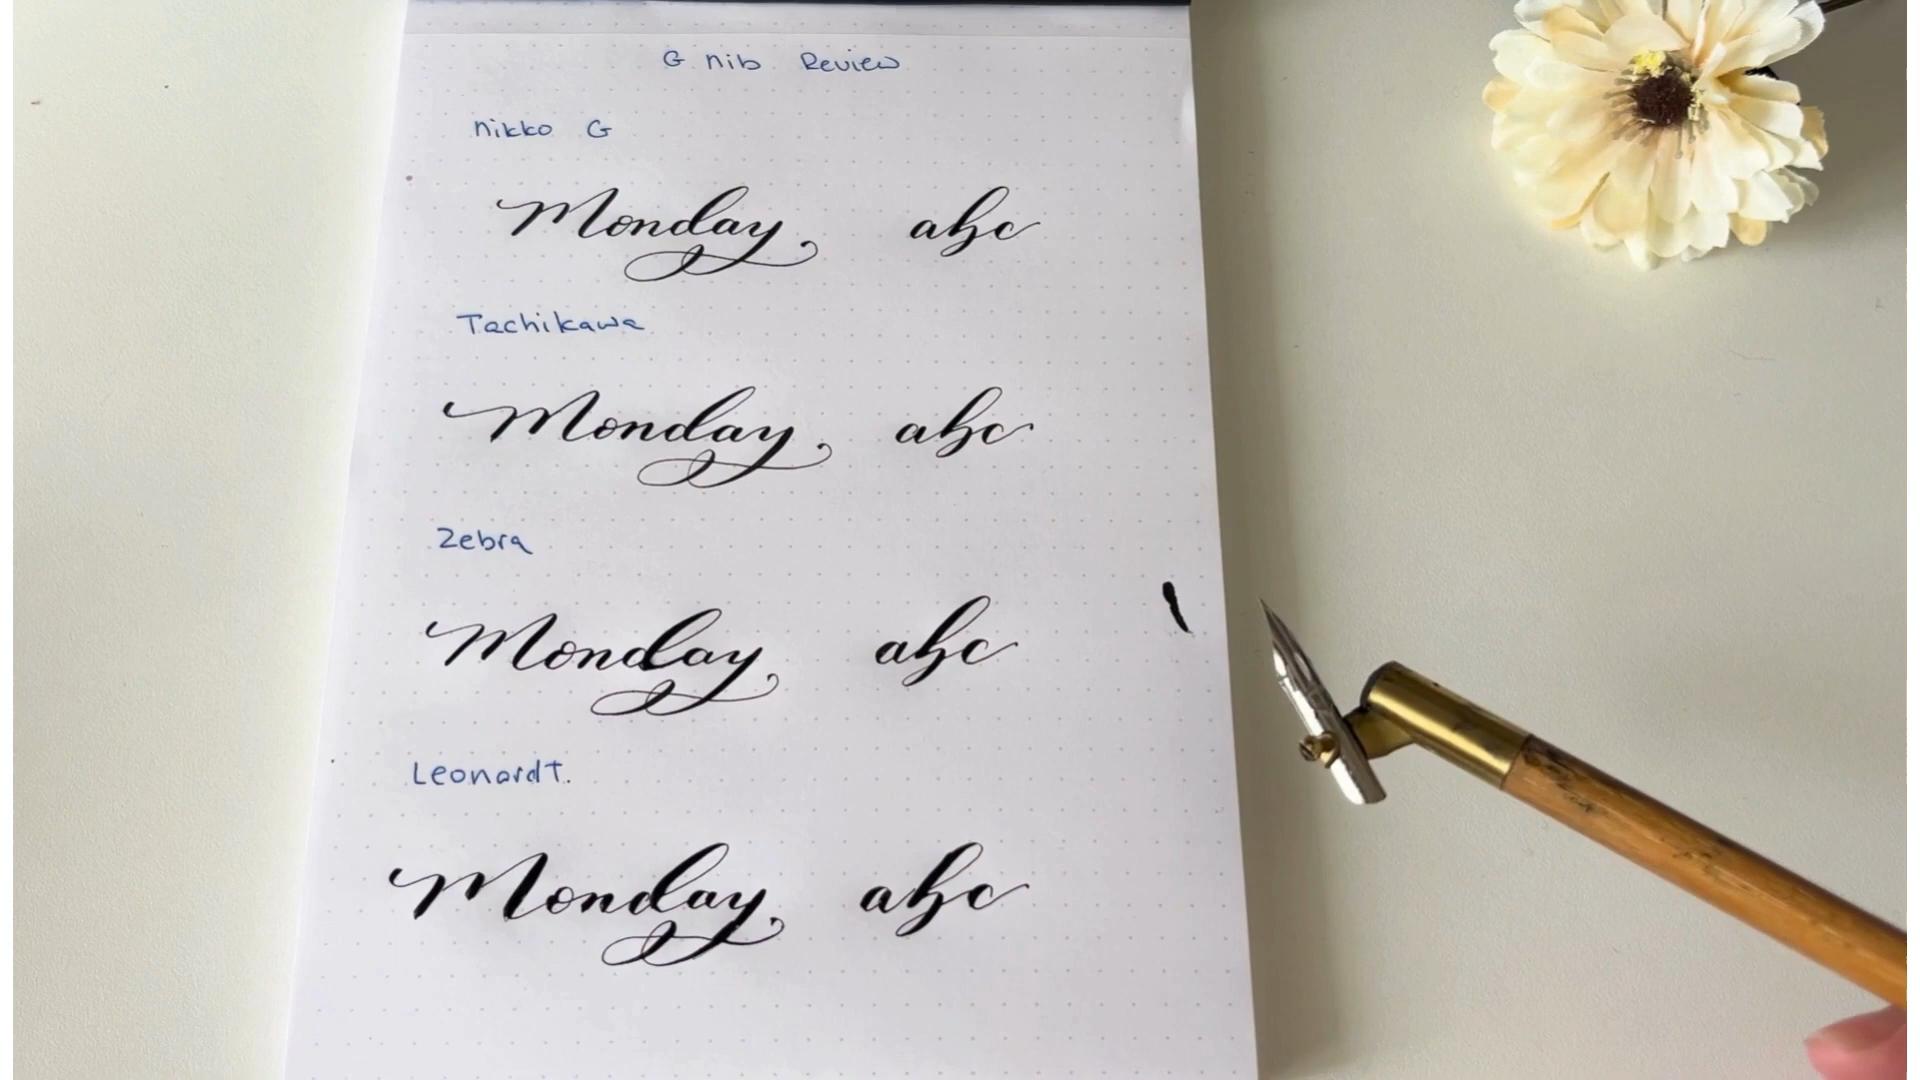 G nib Review
nikko G
Monday abc
Tachikawa
Monday abc
Zebra
Monday abc
Leonardt.
Monday abc